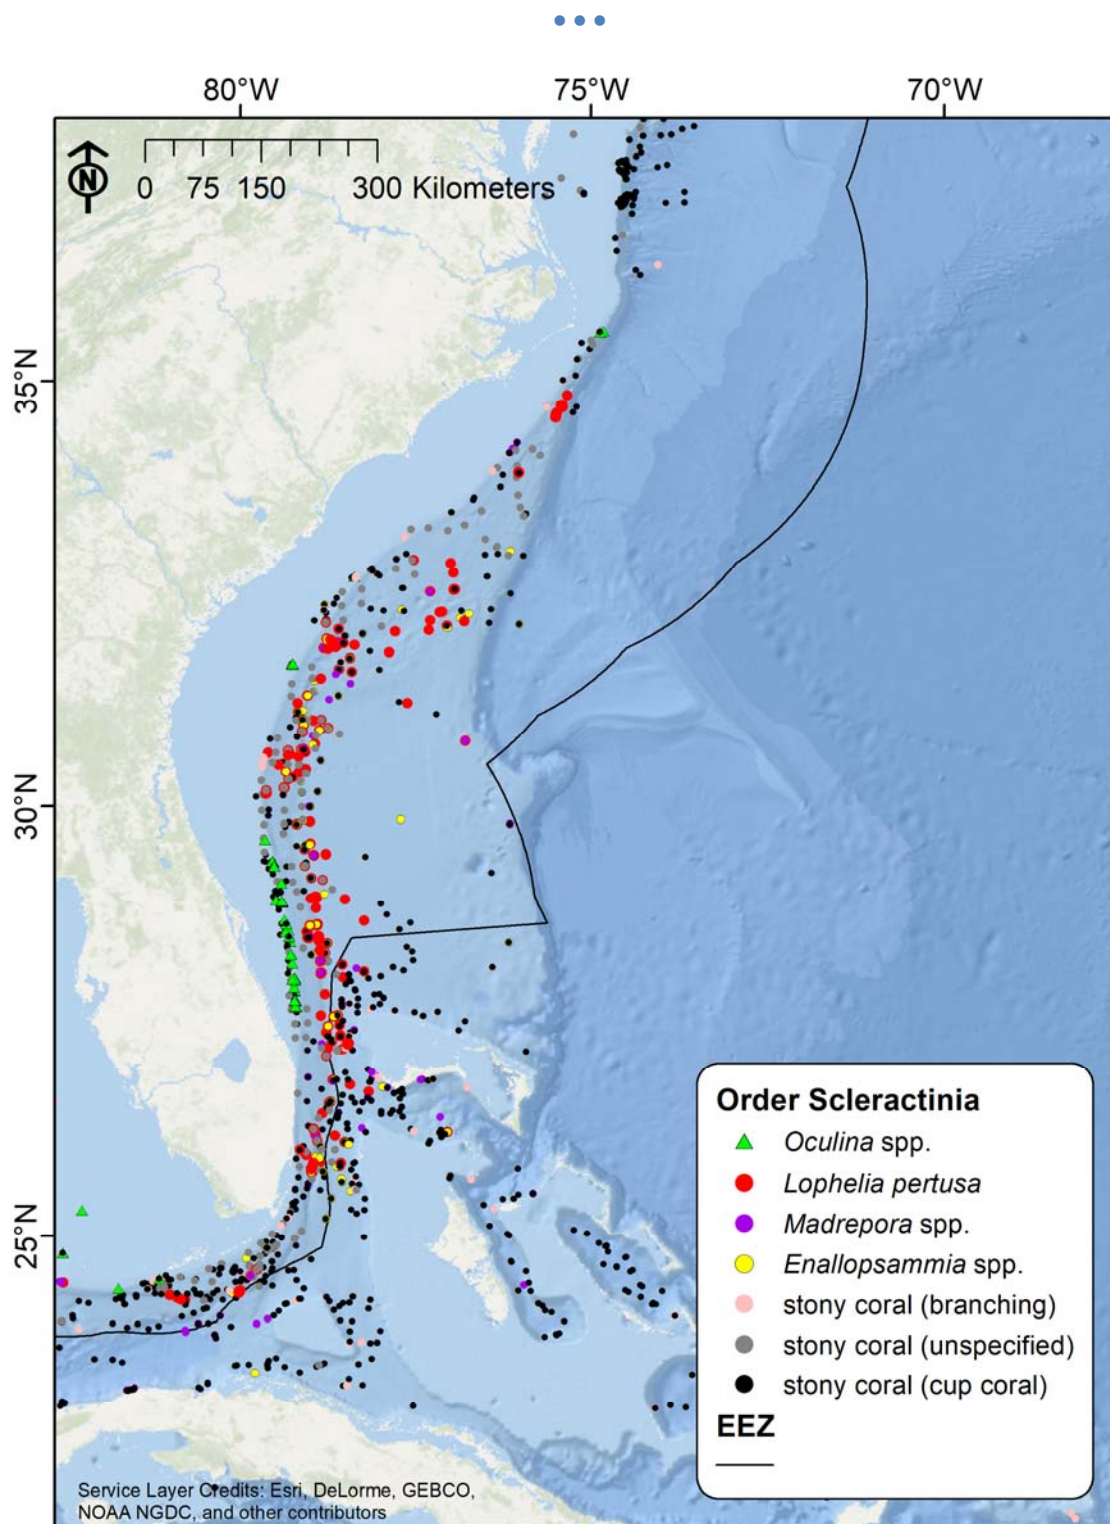 80°W 75°W 70°W
0 75 150 300 Kilometers
N
35°N
30°N
25°N
Order Scleractinia
Oculina spp.
Lophelia pertusa
Madrepora spp.
Enallopsammia spp.
stony coral (branching)
stony coral (unspecified)
stony coral (cup coral)
EEZ
Service Layer Credits: Esri, DeLorme, GEBCO,
NOAA NGDC, and other contributors